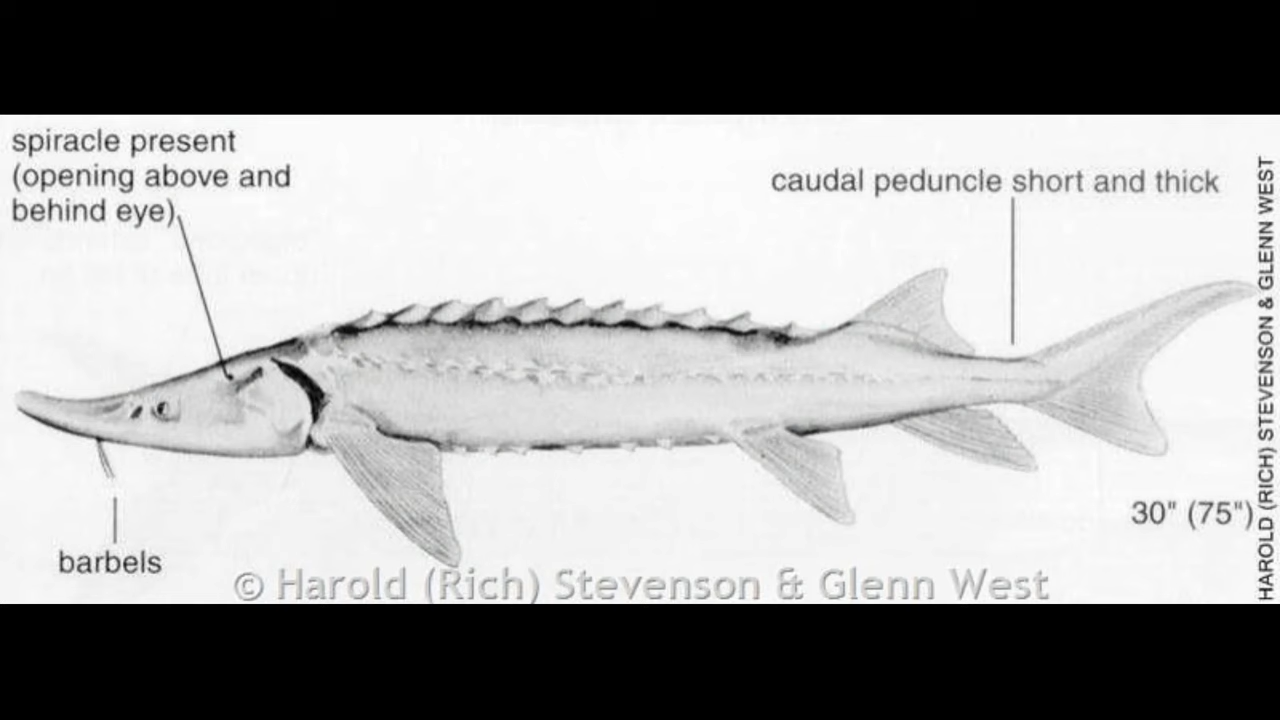 spiracle present
(opening above and
behind eye)
caudal peduncle short and thick
30" (75")
barbels
© Harold (Rich) Stevenson & Glenn West
HAROLD (RICH) STEVENSON & GLENN WEST